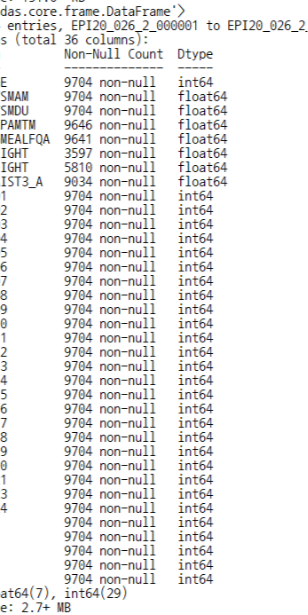 das.core.frame.DataFrame'>
entries, EPI20_026_2_000001 to EPI20_026_2_
s (total 36 columns):
Non-Null Count Dtype
-------------- -----
E 9704 non-null int64
SMAM 9704 non-null float64
SMDU 9704 non-null float64
PAMTM 9646 non-null float64
MEALFQA 9641 non-null float64
IGHT 3597 non-null float64
IGHT 5810 non-null float64
IST3_A 9034 non-null float64
1 9704 non-null int64
2 9704 non-null int64
3 9704 non-null int64
4 9704 non-null int64
5 9704 non-null int64
6 9704 non-null int64
7 9704 non-null int64
8 9704 non-null int64
9 9704 non-null int64
0 9704 non-null int64
1 9704 non-null int64
2 9704 non-null int64
3 9704 non-null int64
4 9704 non-null int64
5 9704 non-null int64
6 9704 non-null int64
7 9704 non-null int64
8 9704 non-null int64
9 9704 non-null int64
0 9704 non-null int64
1 9704 non-null int64
3 9704 non-null int64
4 9704 non-null int64
9704 non-null int64
9704 non-null int64
9704 non-null int64
9704 non-null int64
9704 non-null int64
at64(7), int64(29)
e: 2.7+ MB